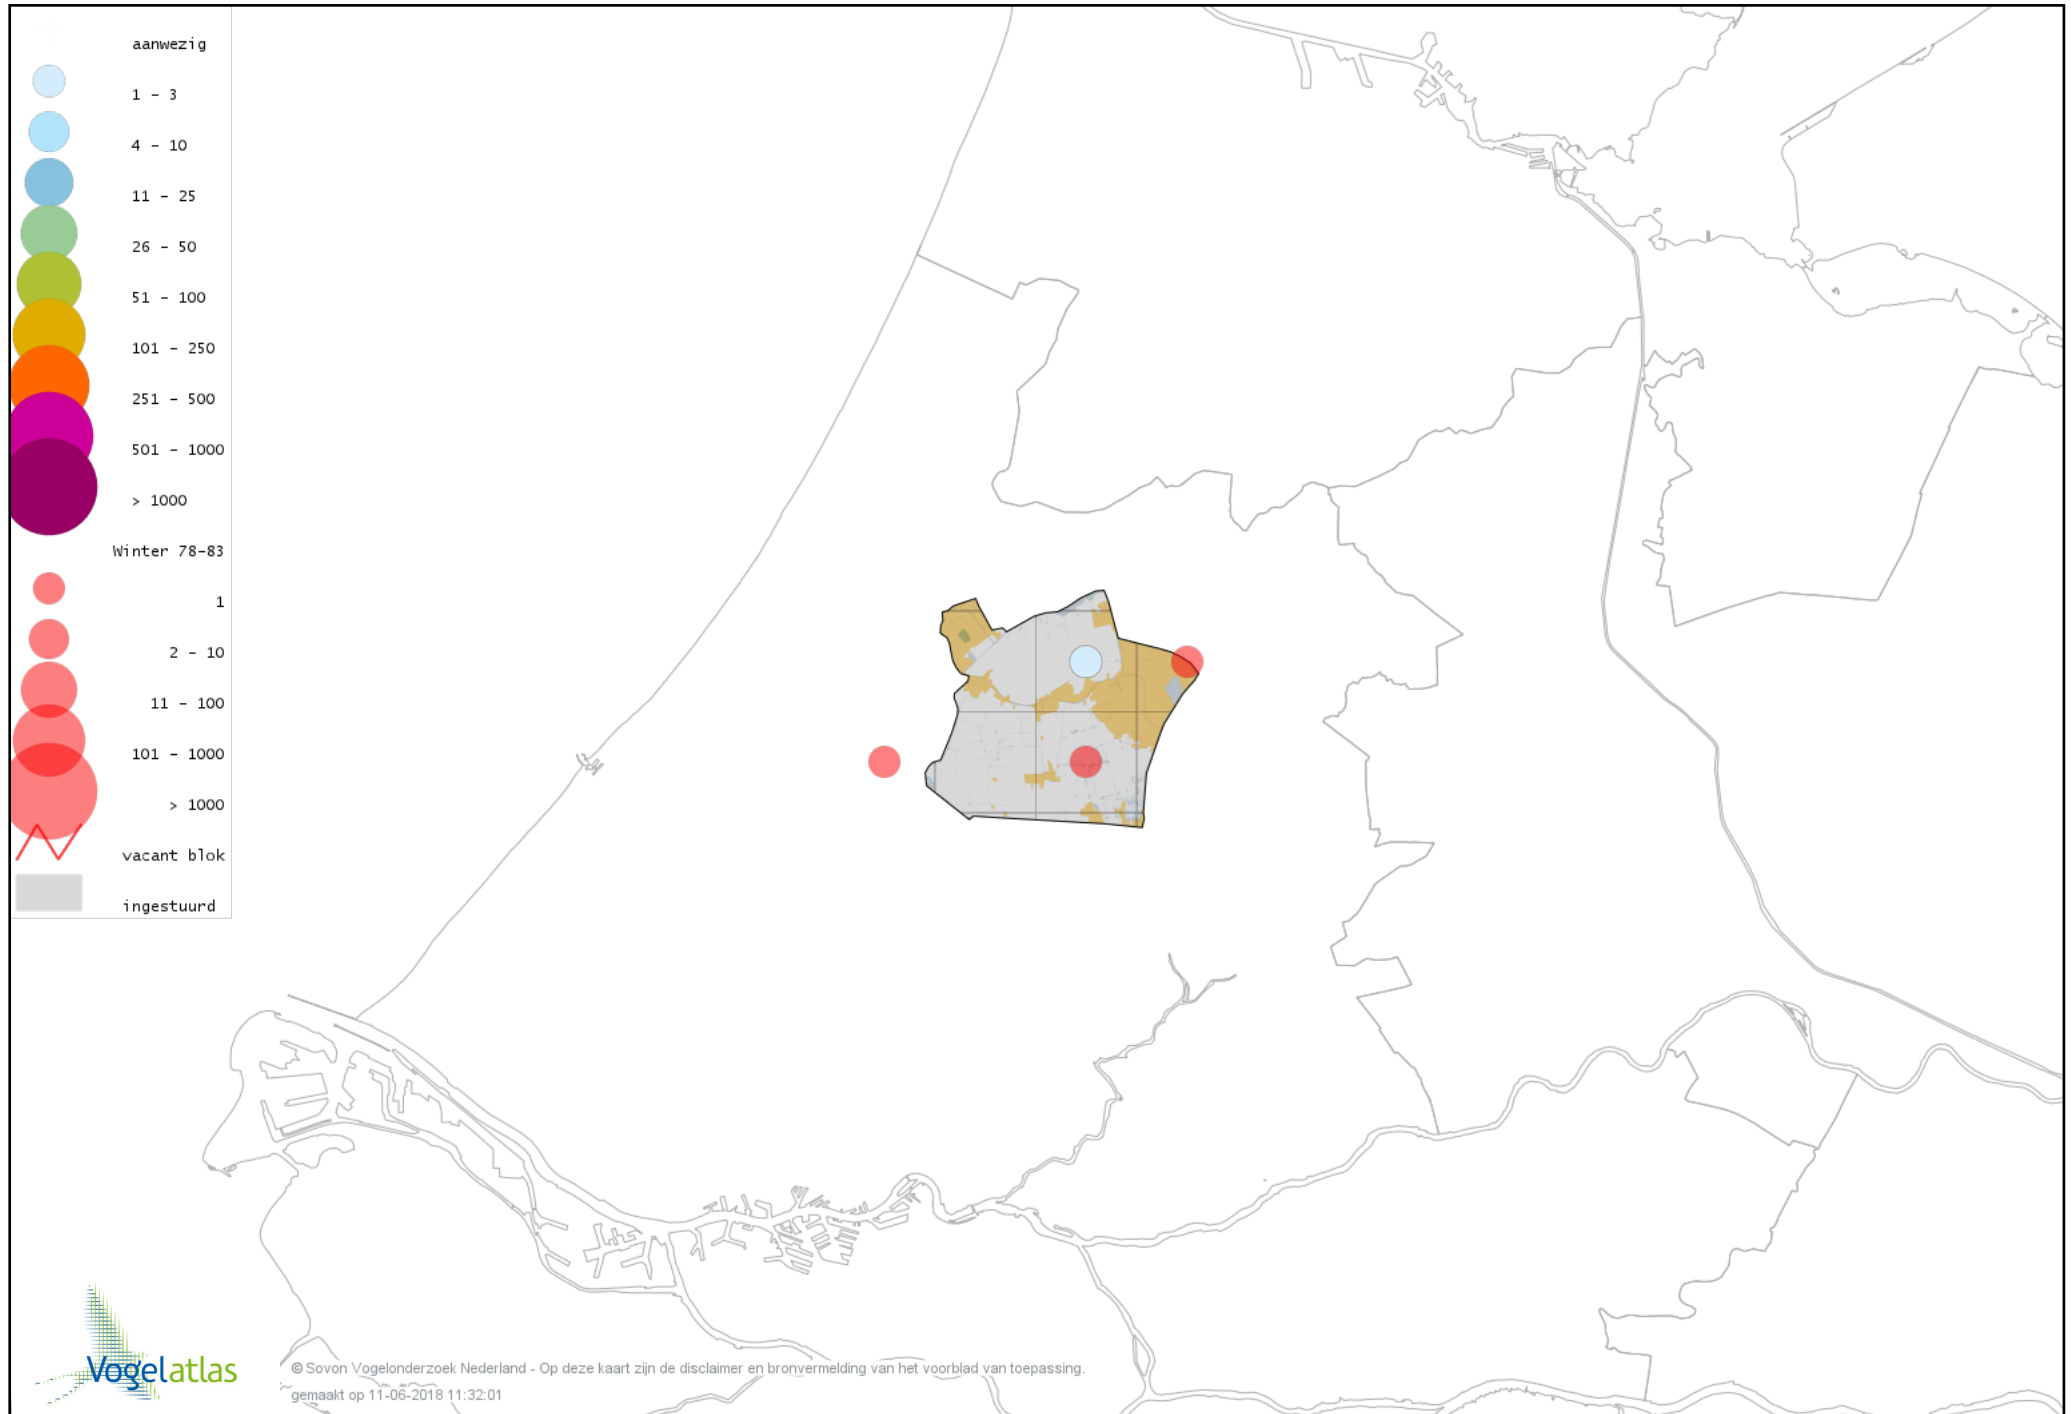 aanwezig
1 - 3
4 - 10
11 - 25
26 - 50
51 - 100
101 - 250
251 - 500
501 - 1000
> 1000
Winter 78-83
1
2 - 10
11 - 100
101 - 1000
> 1000
vacant blok
ingestuurd
Vogelatlas
© Sovon Vogelonderzoek Nederland - Op deze kaart zijn de disclaimer en bronvermelding van het voorblad van toepassing.
gemaakt op 11-06-2018 11:32:01